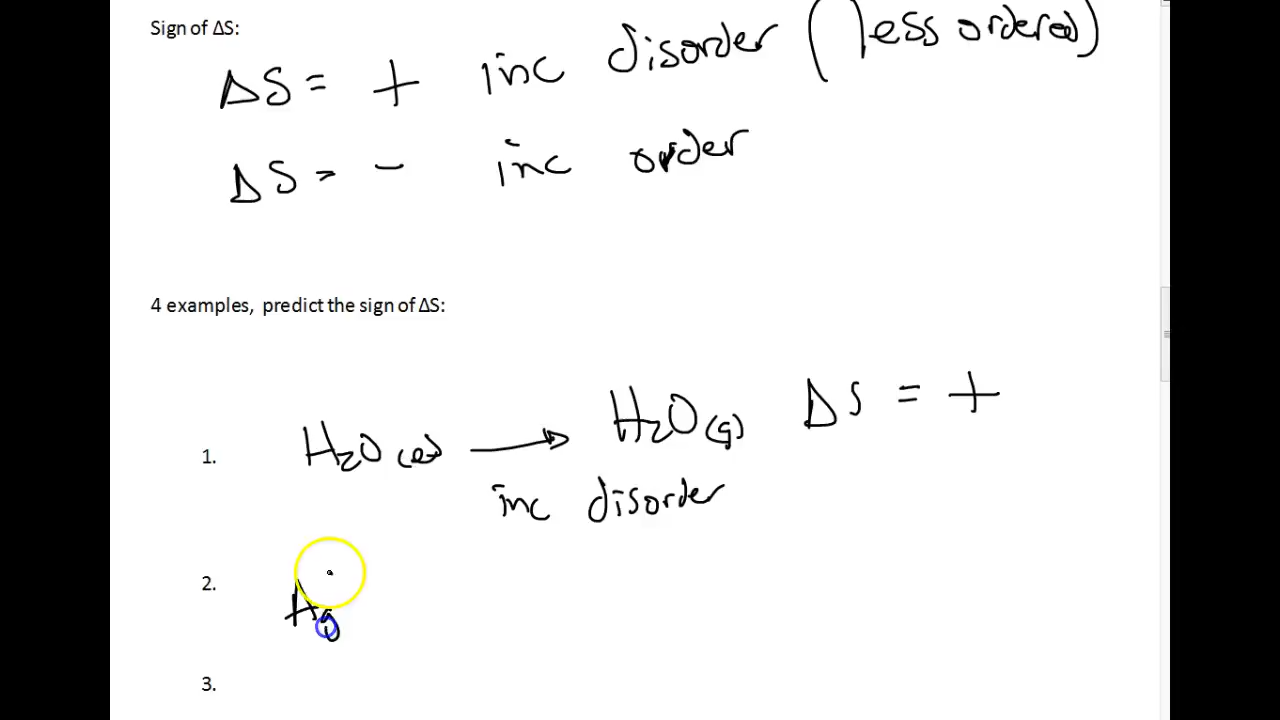 Sign of ΔS:
ΔS = + inc disorder (less ordered)
ΔS = - inc order
4 examples, predict the sign of ΔS:
1. H₂O(l) → H₂O(g) ΔS = +
inc disorder
2. Ag
3.